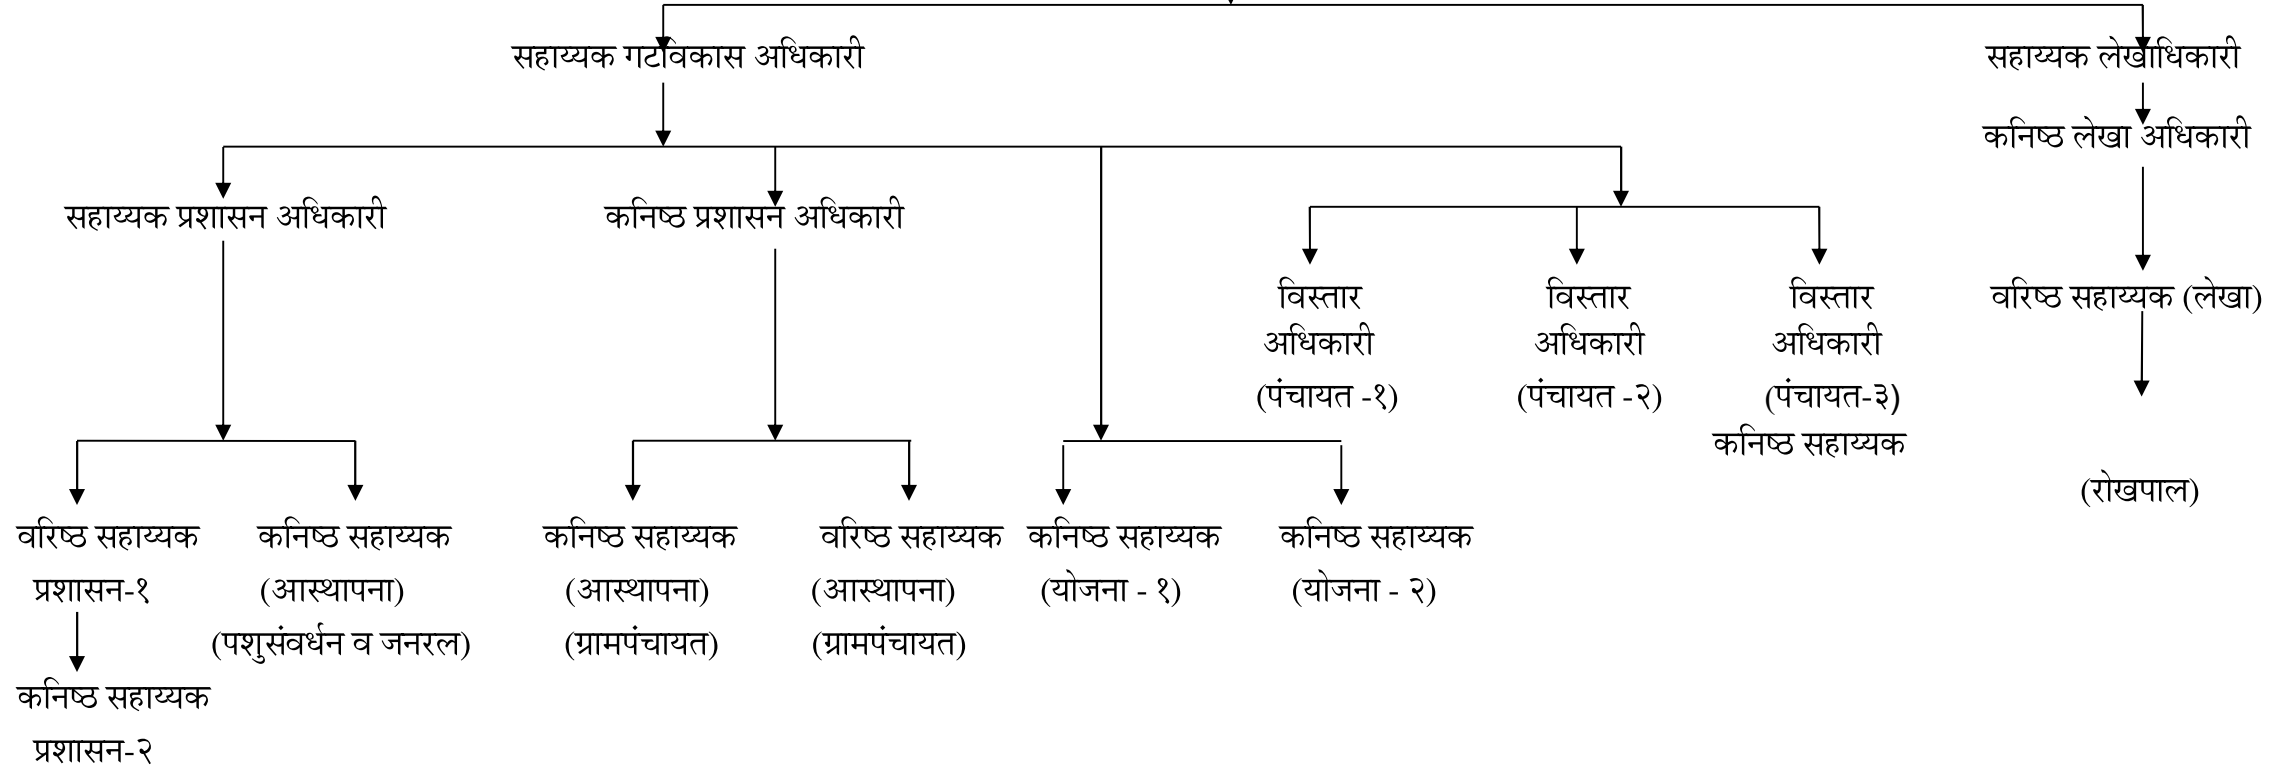 सहाय्यक गटविकास अधिकारी
सहाय्यक लेखाधिकारी
कनिष्ठ लेखा अधिकारी
सहाय्यक प्रशासन अधिकारी
कनिष्ठ प्रशासन अधिकारी
विस्तार
अधिकारी
(पंचायत -१)
विस्तार
अधिकारी
(पंचायत -२)
विस्तार
अधिकारी
(पंचायत-३)
वरिष्ठ सहाय्यक (लेखा)
कनिष्ठ सहाय्यक
(रोखपाल)
वरिष्ठ सहाय्यक
प्रशासन-१
कनिष्ठ सहाय्यक
(आस्थापना)
(पशुसंवर्धन व जनरल)
कनिष्ठ सहाय्यक
(आस्थापना)
(ग्रामपंचायत)
वरिष्ठ सहाय्यक
(आस्थापना)
(ग्रामपंचायत)
कनिष्ठ सहाय्यक
(योजना - १)
कनिष्ठ सहाय्यक
(योजना - २)
कनिष्ठ सहाय्यक
प्रशासन-२